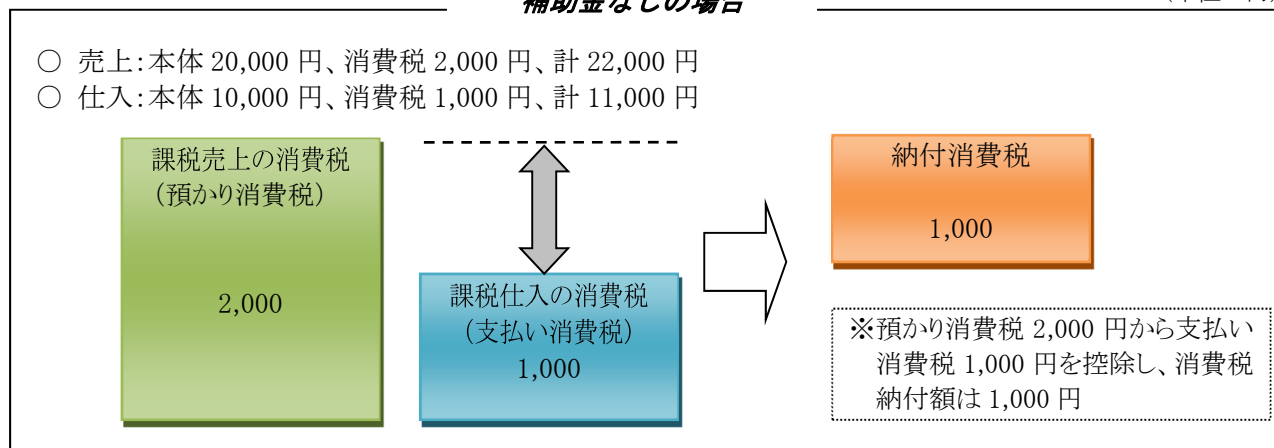 補助金なしの場合
○ 売上:本体 20,000 円、消費税 2,000 円、計 22,000 円
○ 仕入:本体 10,000 円、消費税 1,000 円、計 11,000 円
課税売上の消費税
(預かり消費税)
2,000
課税仕入の消費税
(支払い消費税)
1,000
納付消費税
1,000
※預かり消費税 2,000 円から支払い
消費税 1,000 円を控除し、消費税
納付額は 1,000 円